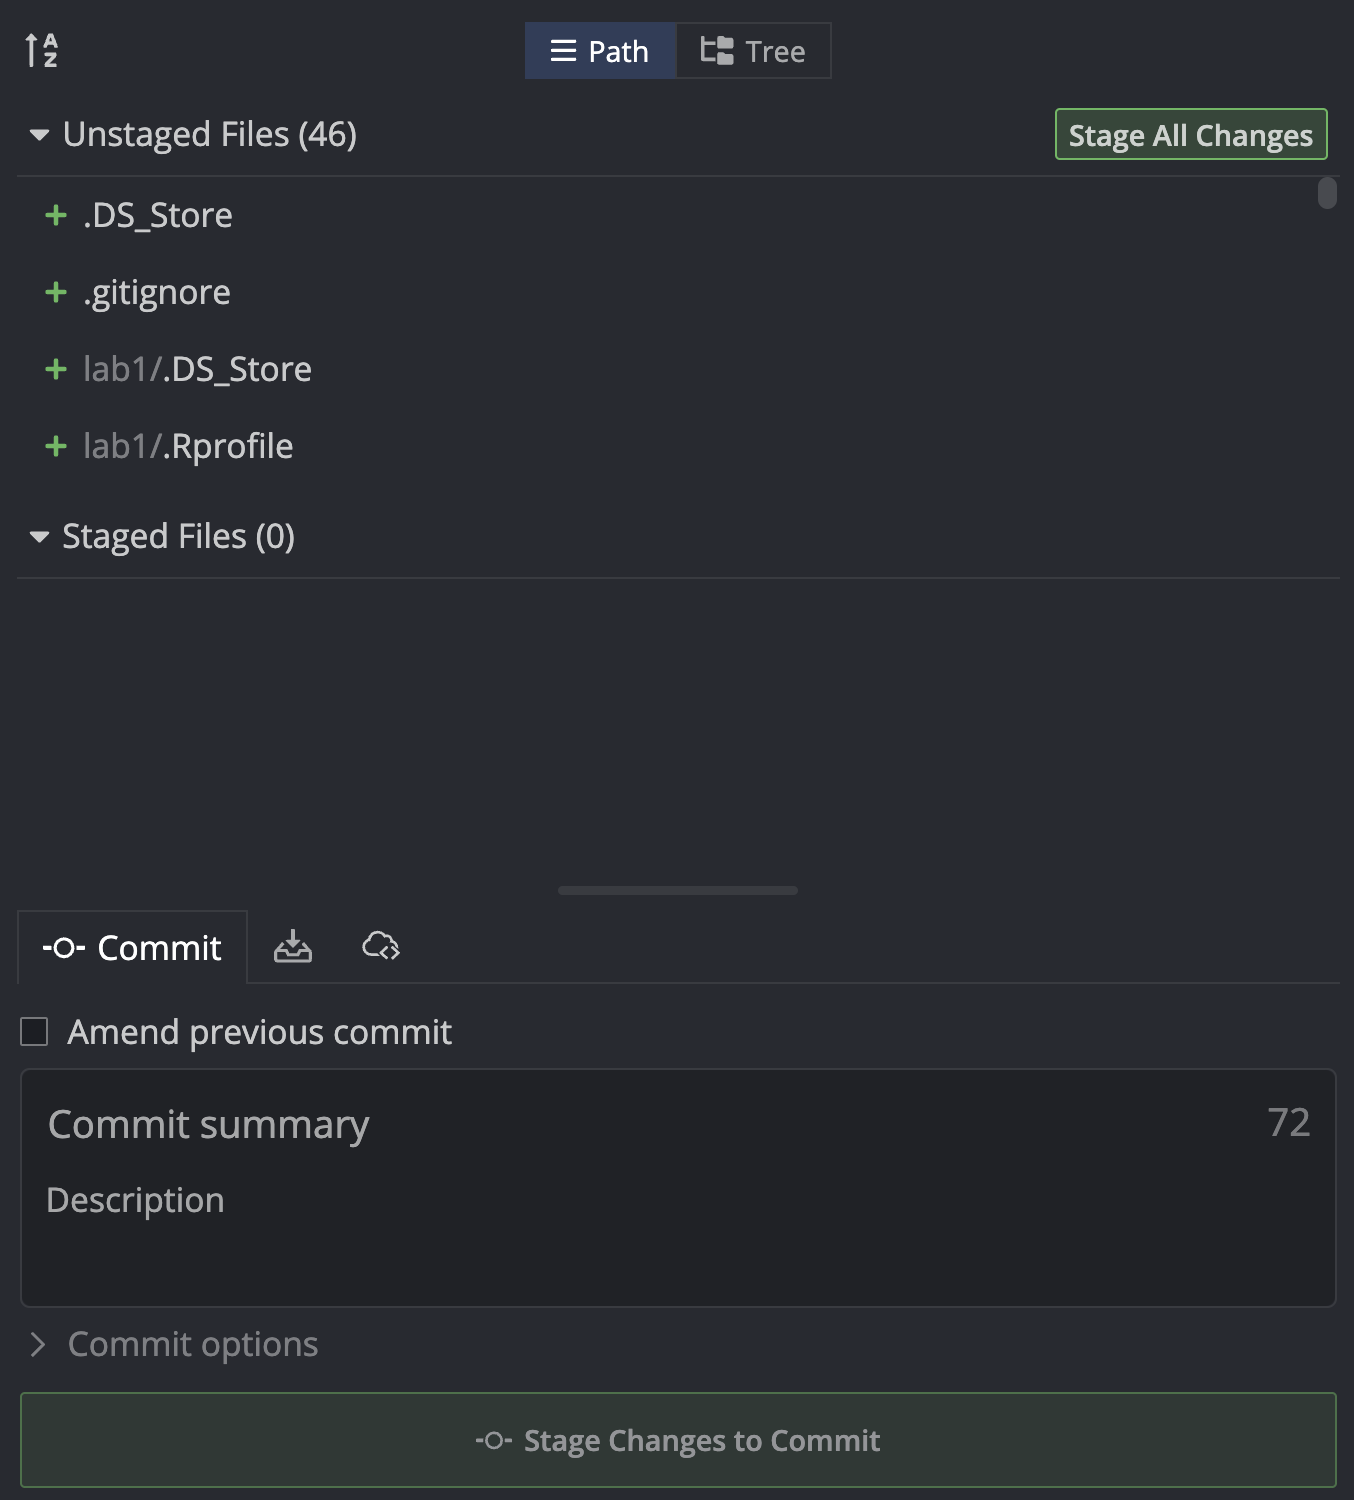 Path
Tree
Unstaged Files (46)
Stage All Changes
.DS_Store
.gitignore
lab1/.DS_Store
lab1/.Rprofile
Staged Files (0)
Commit
Amend previous commit
Commit summary
72
Description
Commit options
Stage Changes to Commit